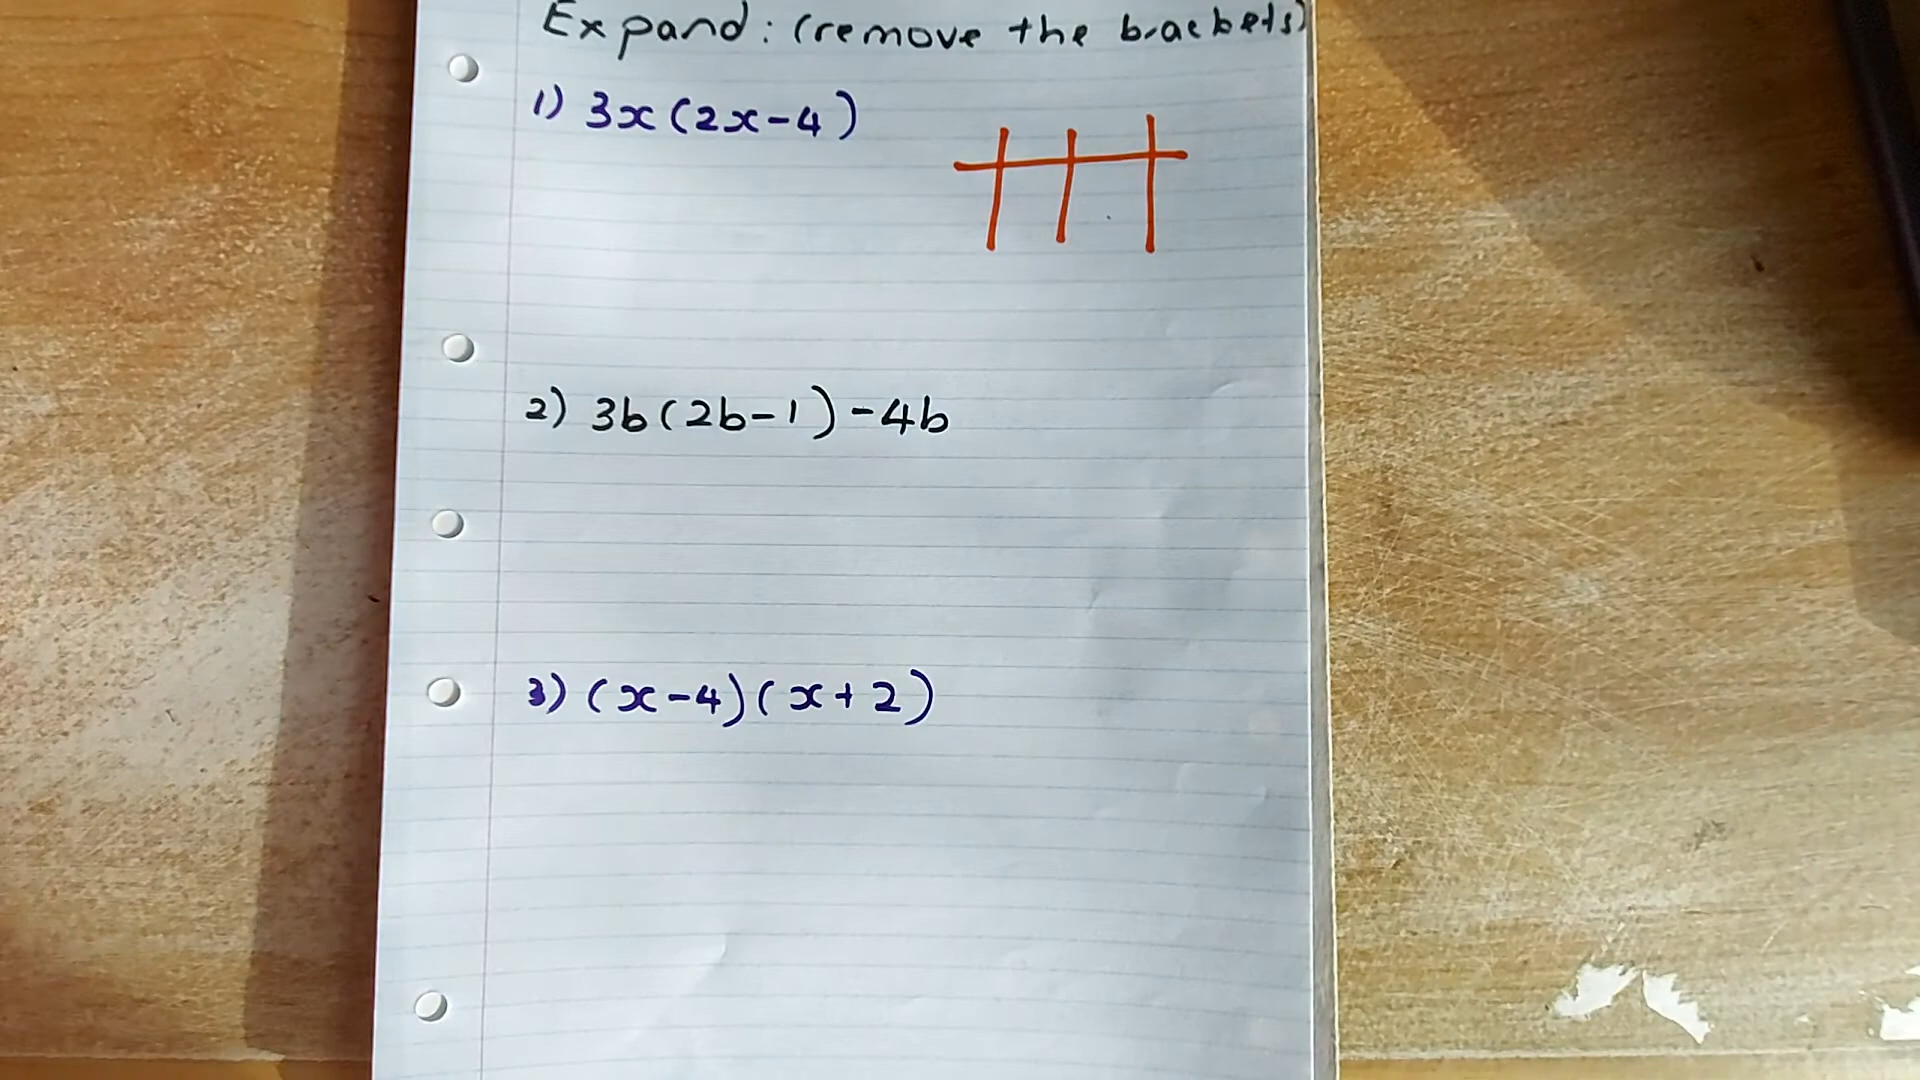 Expand: (remove the brackets)
1) 3x(2x-4)
2) 3b(2b-1)-4b
3) (x-4)(x+2)